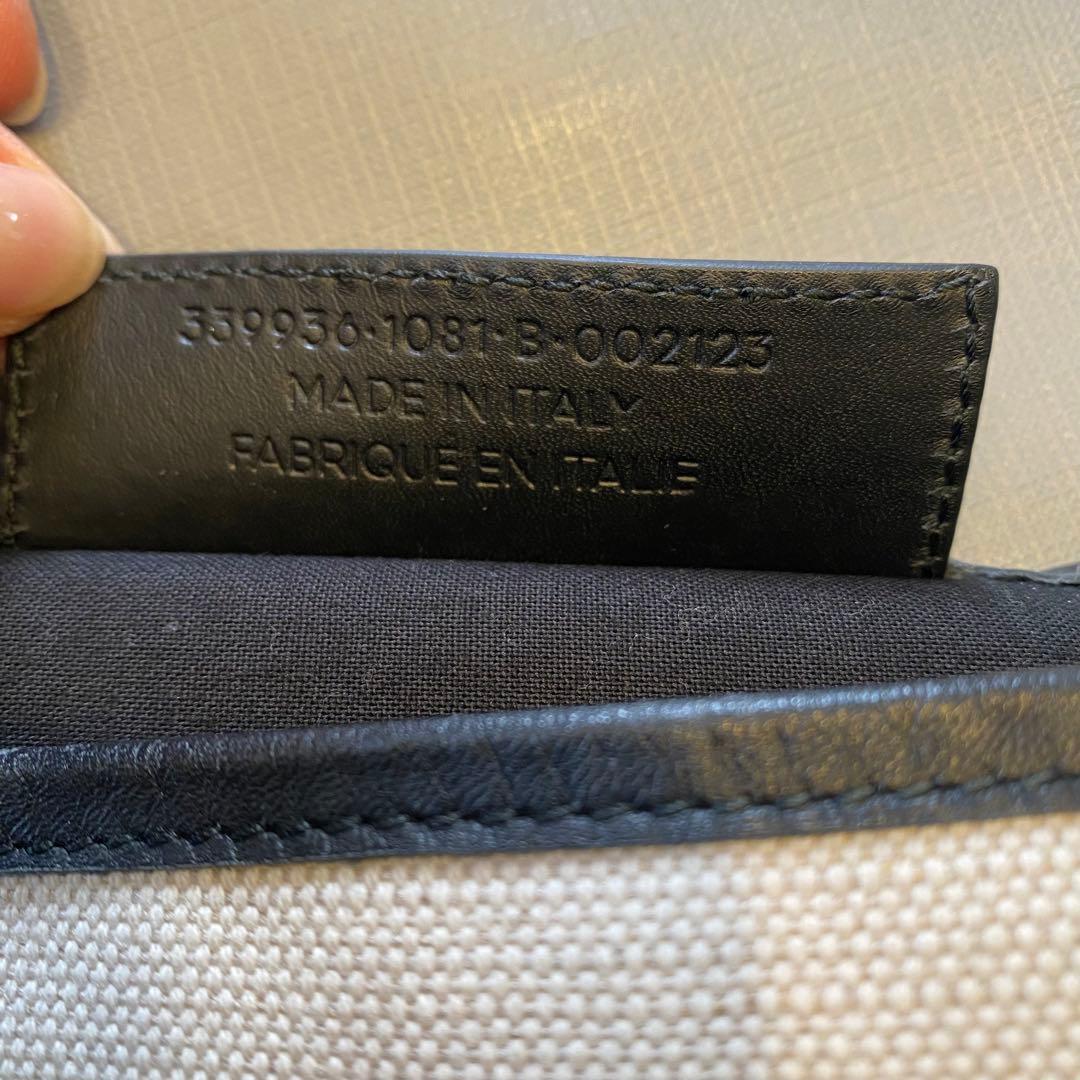 339936·1081·B·002123
MADE IN ITALY
FABRIQUE EN ITALIE